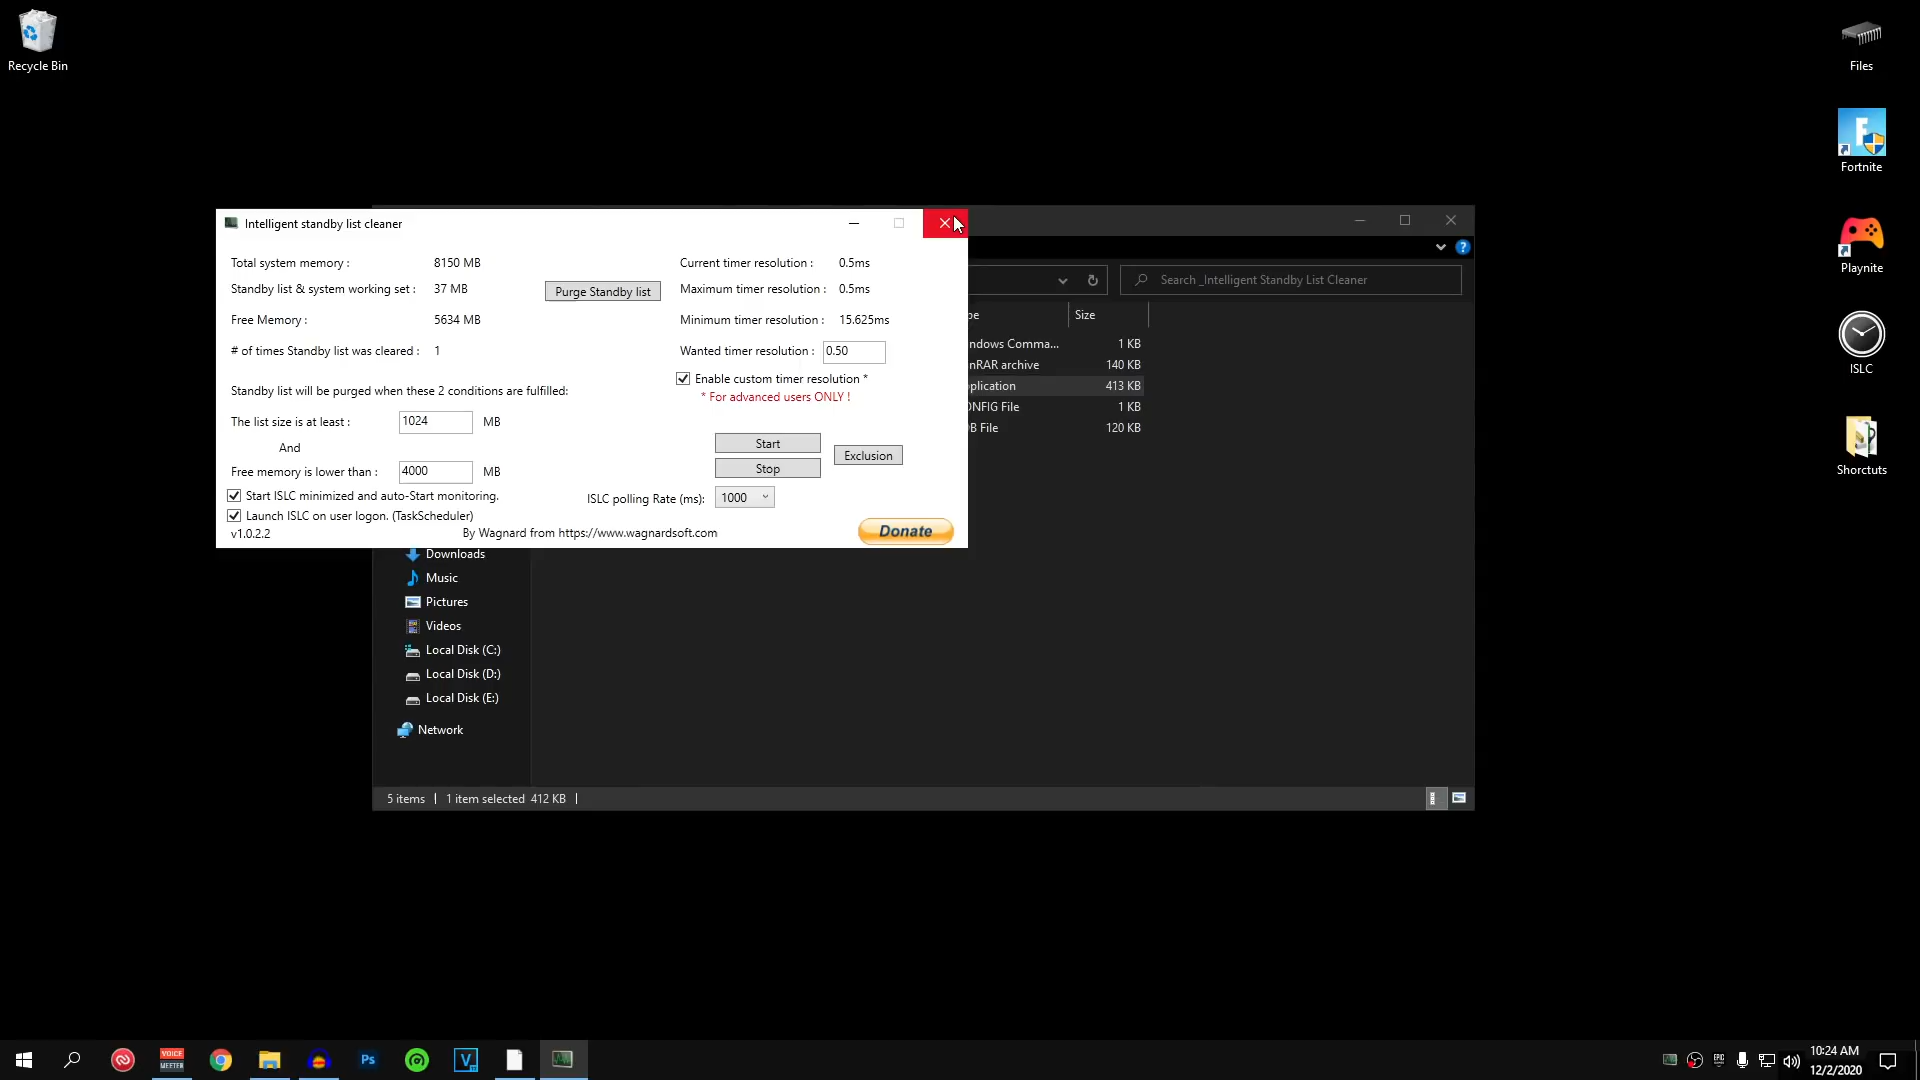 Recycle Bin
Files
Fortnite
Playnite
ISLC
Shorctuts
Intelligent standby list cleaner
Total system memory : 8150 MB
Standby list & system working set : 37 MB
Purge Standby list
Free Memory : 5634 MB
# of times Standby list was cleared : 1
Standby list will be purged when these 2 conditions are fulfilled:
The list size is at least : 1024 MB
And
Free memory is lower than : 4000 MB
Start ISLC minimized and auto-Start monitoring.
Launch ISLC on user logon. (TaskScheduler)
v1.0.2.2
By Wagnard from https://www.wagnardsoft.com
Current timer resolution : 0.5ms
Maximum timer resolution : 0.5ms
Minimum timer resolution : 15.625ms
Wanted timer resolution : 0.50
Enable custom timer resolution *
* For advanced users ONLY !
Start
Stop
Exclusion
ISLC polling Rate (ms): 1000
Donate
Search _Intelligent Standby List Cleaner
pe Size
ndows Comma... 1 KB
nRAR archive 140 KB
plication 413 KB
ONFIG File 1 KB
DB File 120 KB
Downloads
Music
Pictures
Videos
Local Disk (C:)
Local Disk (D:)
Local Disk (E:)
Network
5 items 1 item selected 412 KB
VOICE
MEETER
Ps
V
EPIC
10:24 AM
12/2/2020